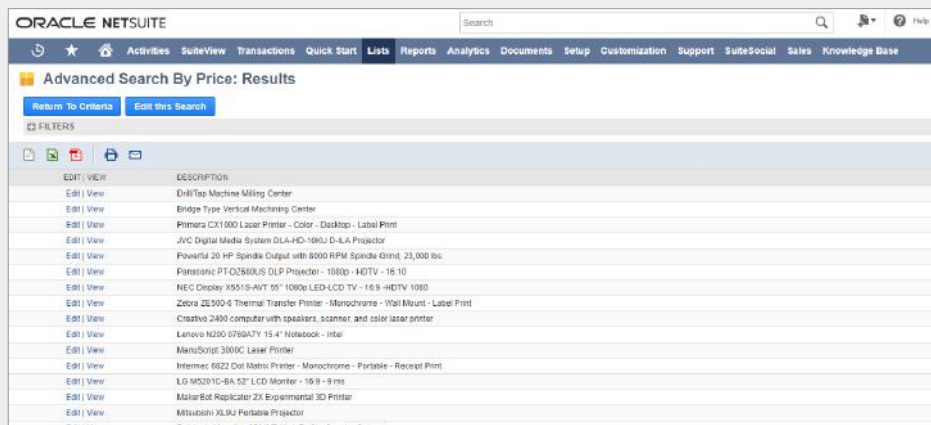 ORACLE NETSUITE
Search
Help
Activities SuiteView Transactions Quick Start Lists Reports Analytics Documents Setup Customization Support SuiteSocial Sales Knowledge Base
Advanced Search By Price: Results
Return To Criteria Edit this Search
FILTERS
EDIT | VIEW DESCRIPTION
Edit | View Drill/Tap Machine Milling Center
Edit | View Bridge Type Vertical Machining Center
Edit | View Primera CX1000 Laser Printer - Color - Desktop - Label Print
Edit | View JVC Digital Media System DLA-HD-10KU D-ILA Projector
Edit | View Powerful 20 HP Spindle Output with 8000 RPM Spindle Grind, 23,000 lbs.
Edit | View Panasonic PT-DZ680US DLP Projector - 1080p - HDTV - 16:10
Edit | View NEC Display X551S-AVT 55" 1080p LED-LCD TV - 16:9 -HDTV 1080
Edit | View Zebra ZE500-6 Thermal Transfer Printer - Monochrome - Wall Mount - Label Print
Edit | View Creative 2400 computer with speakers, scanner, and color laser printer
Edit | View Lenovo N200 0769A7Y 15.4" Notebook - Intel
Edit | View ManuScript 3000C Laser Printer
Edit | View Intermec 6822 Dot Matrix Printer - Monochrome - Portable - Receipt Print
Edit | View LG M5201C-BA 52" LCD Monitor - 16:9 - 9 ms
Edit | View MakerBot Replicator 2X Experimental 3D Printer
Edit | View Mitsubishi XL9U Portable Projector